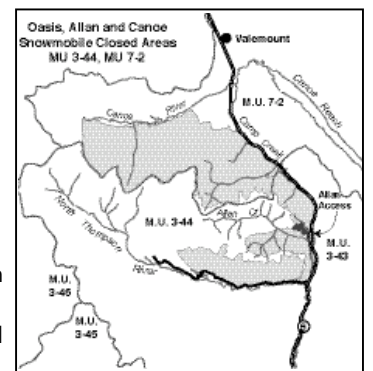 Oasis, Allan and Canoe
Snowmobile Closed Areas
MU 3-44, MU 7-2
Valemount
M.U. 7-2
Canoe Reach
Canoe River
Camp Creek
Allan
Access
M.U. 3-44
Allan Cr.
M.U.
3-43
North Thompson
River
M.U.
3-46
M.U.
3-45